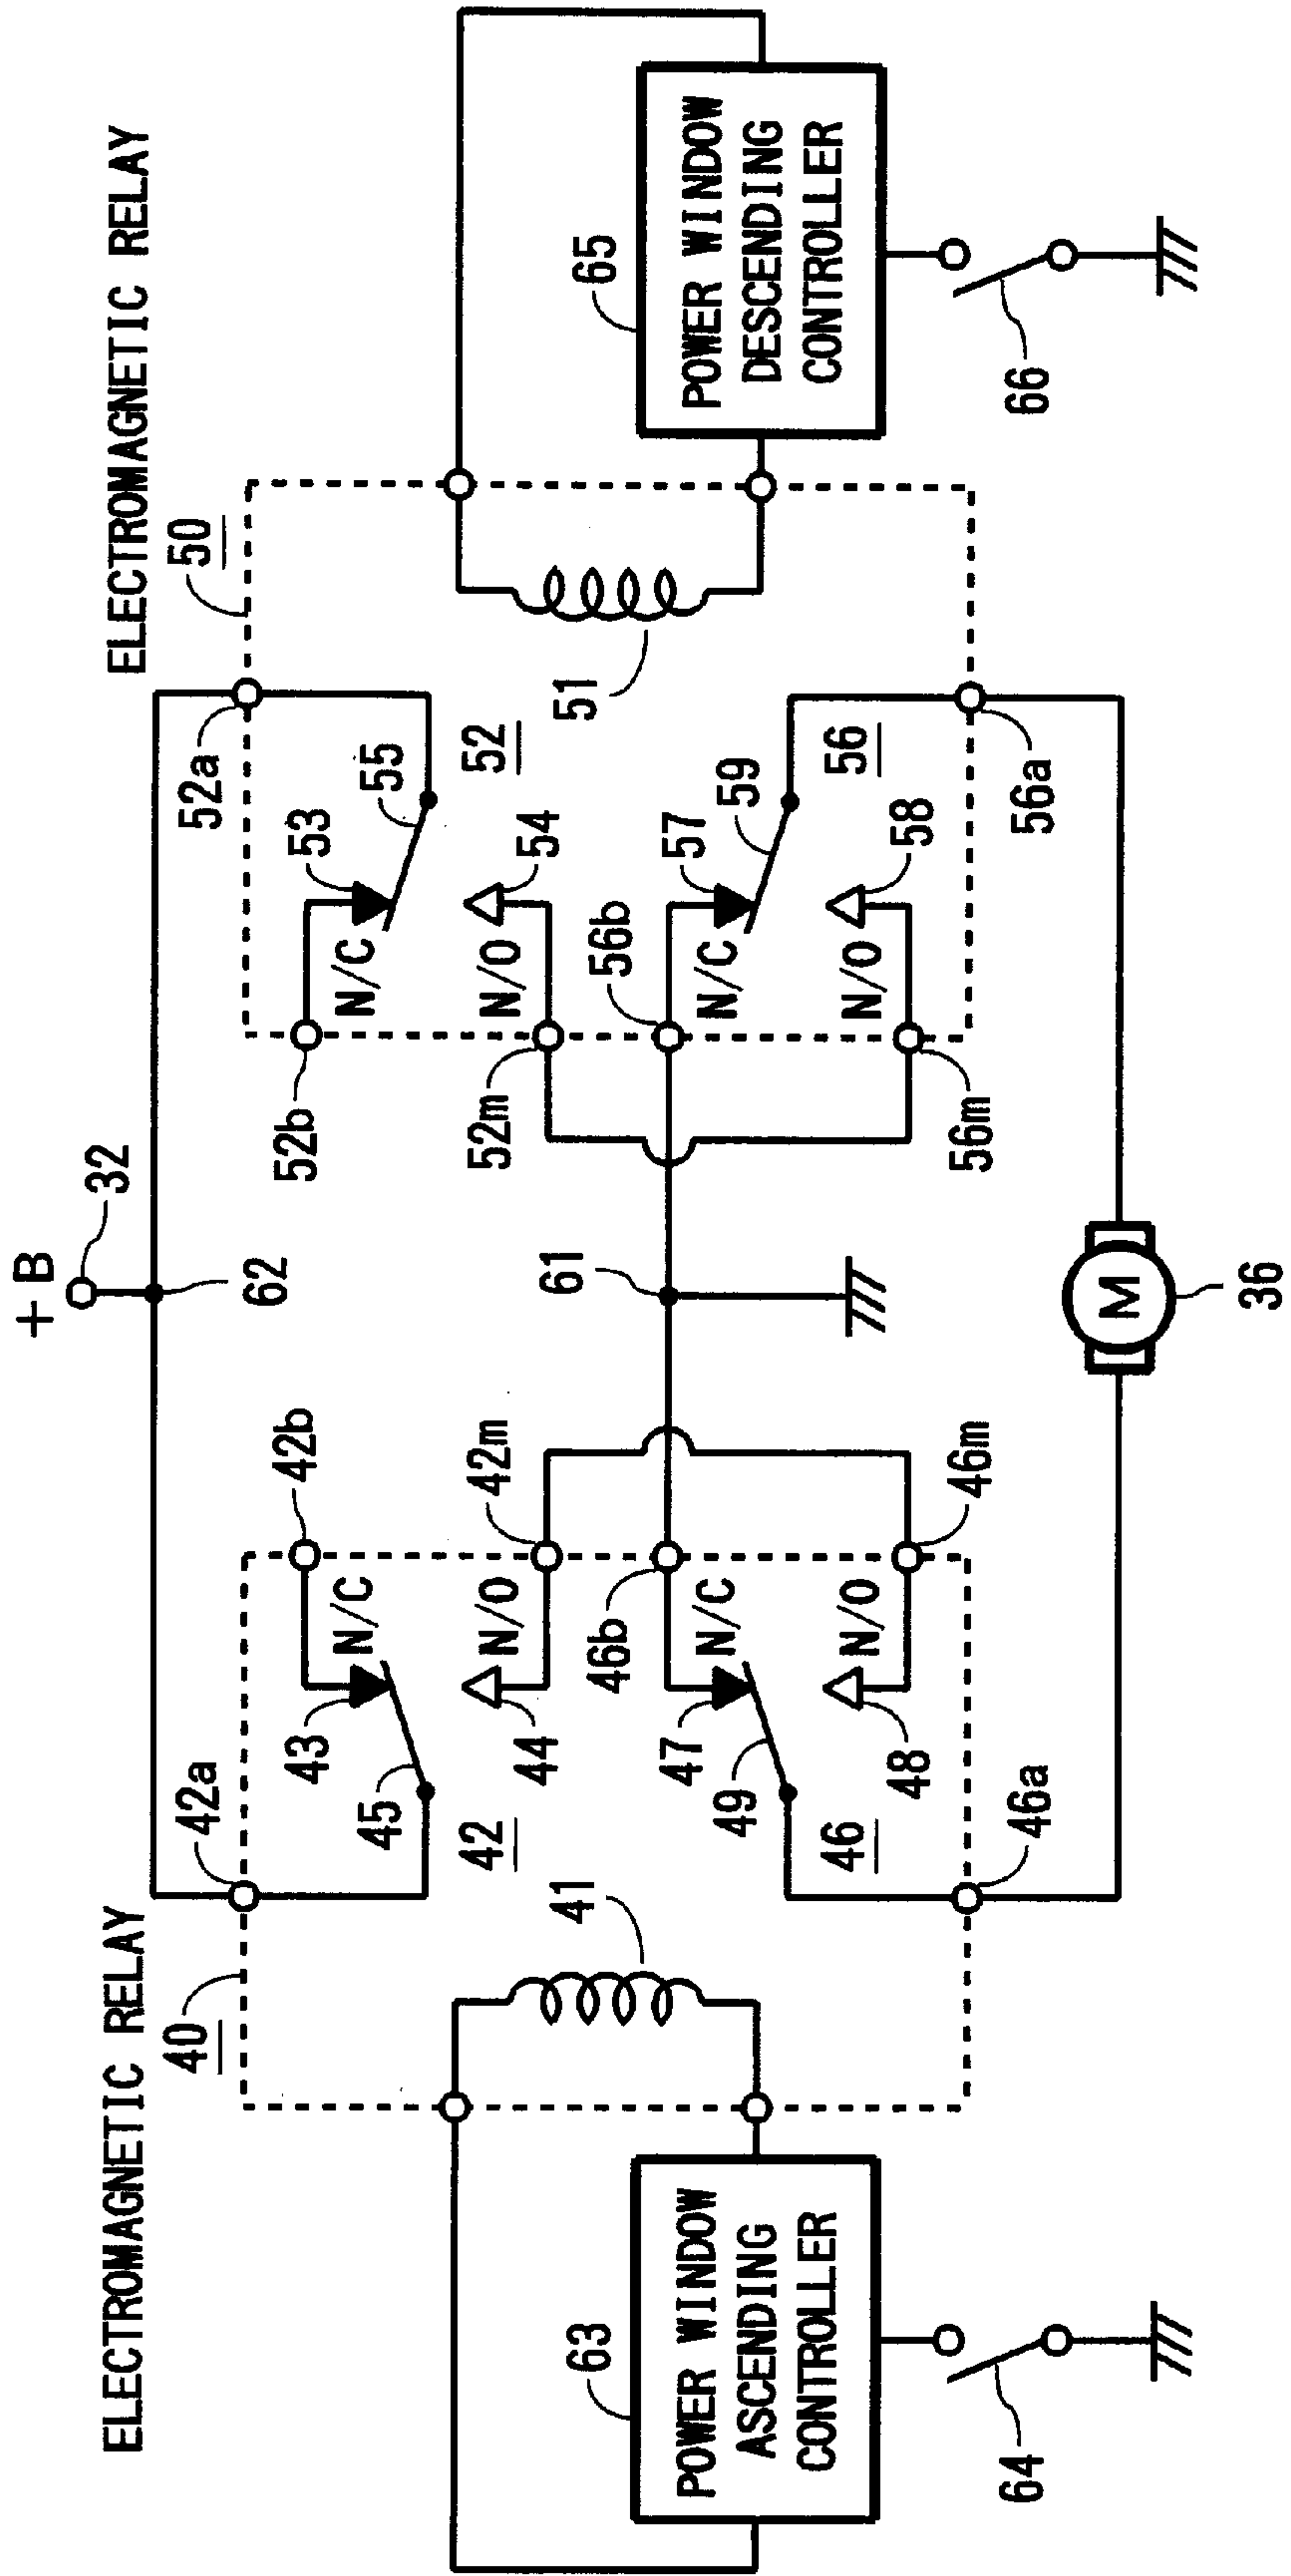 + B
32
62
ELECTROMAGNETIC RELAY
40
42a
42b
43
N/C
45
42
44
N/O
42m
41
46b
47
N/C
49
46
48
N/O
46m
46a
63
POWER WINDOW
ASCENDING
CONTROLLER
64
61
36
M
ELECTROMAGNETIC RELAY
50
52a
52b
53
N/C
55
52
54
N/O
52m
51
56b
57
N/C
59
56
58
N/O
56m
56a
65
POWER WINDOW
DESCENDING
CONTROLLER
66